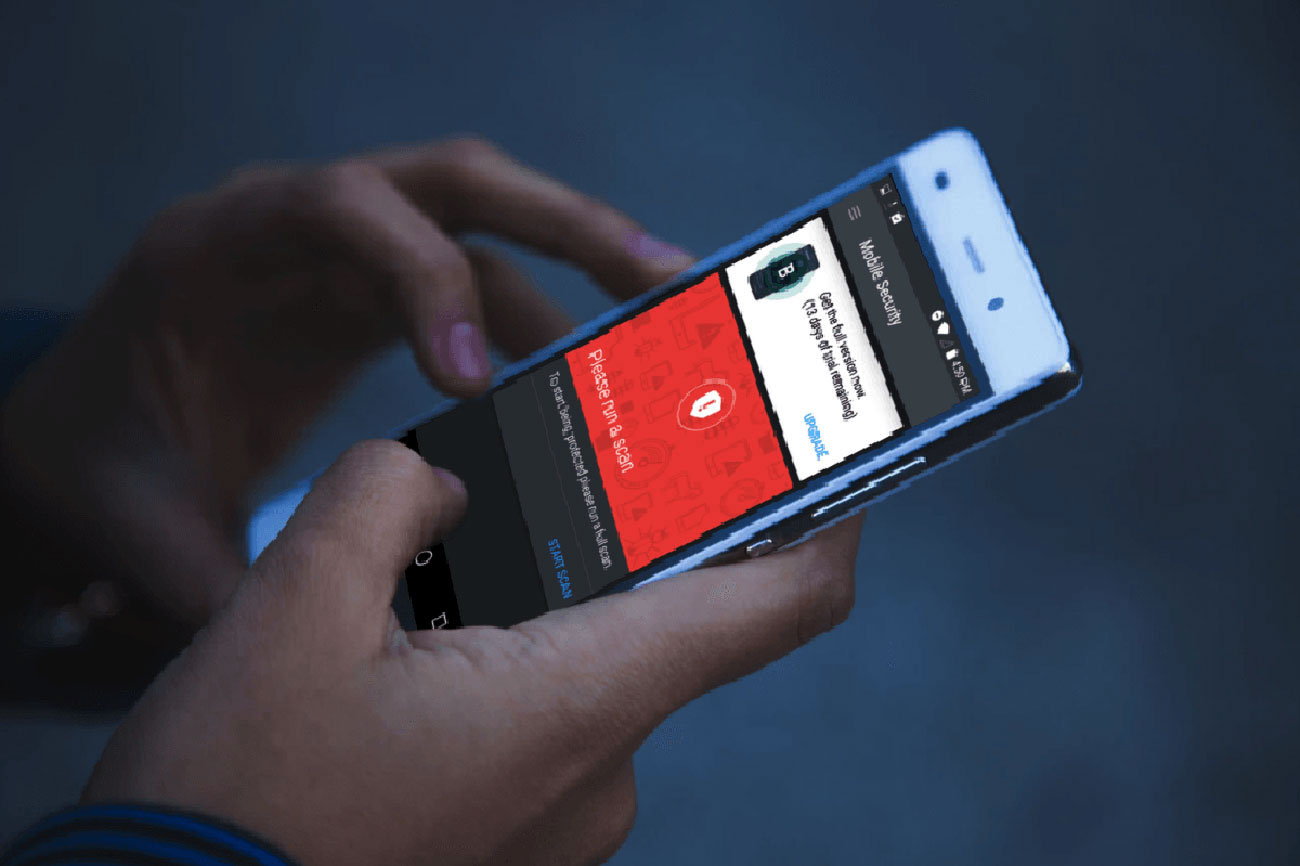 4:59 PM
Mobile Security
B
Get the full version now.
(13 days of trial remaining).
UPGRADE
Please run a scan
To start "being" protected please run a full scan.
START SCAN